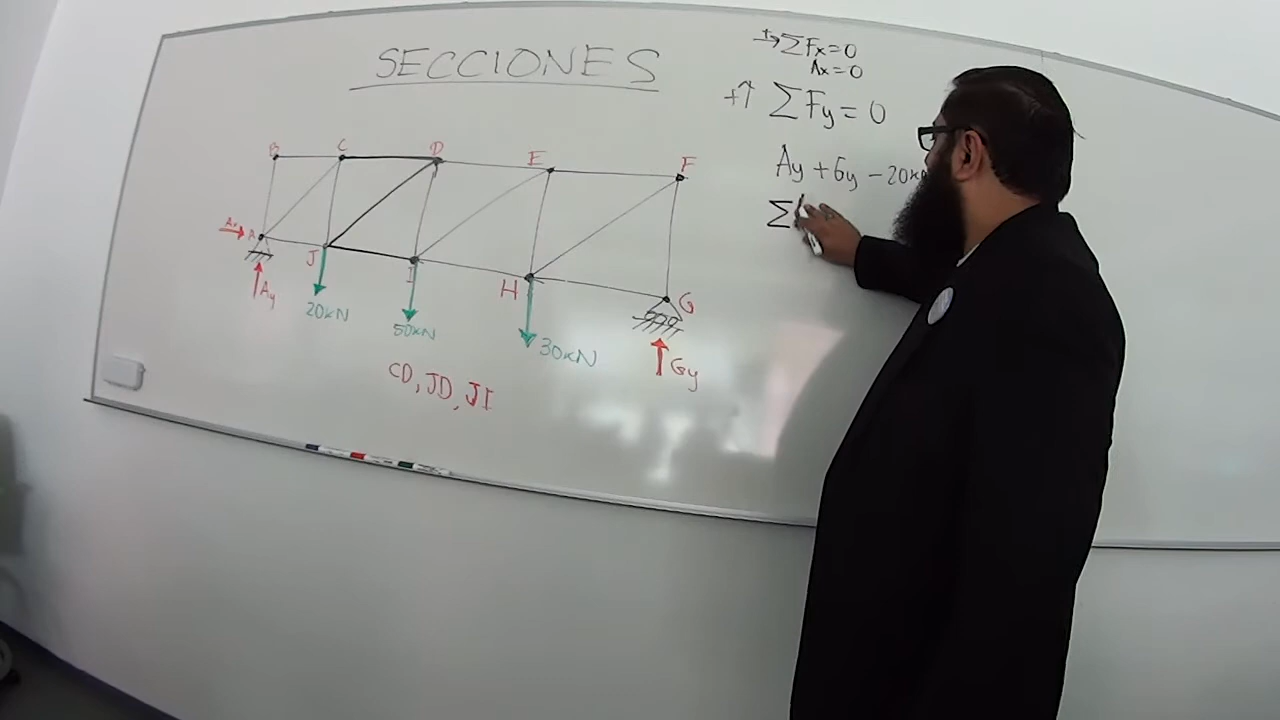 SECCIONES
+→ ΣFx=0
Ax=0
+↑ ΣFy=0
Ay+Gy-20kN
Σ
B C D E F
Ax A J I H G
Ay 20kN 50kN 30kN Gy
CD, JD, JI